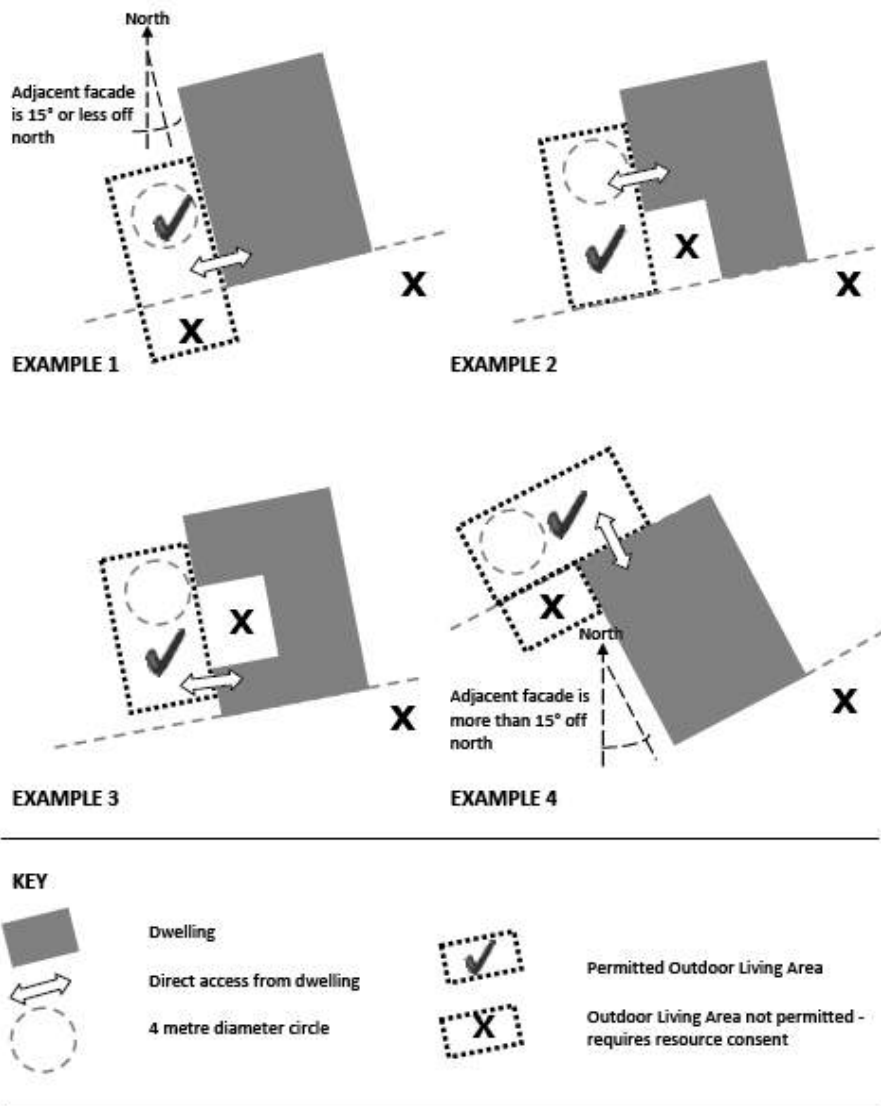 North
Adjacent facade
is 15° or less off
north
X
X
EXAMPLE 1
X
X
EXAMPLE 2
X
X
EXAMPLE 3
X
North
Adjacent facade is
more than 15° off
north
X
EXAMPLE 4
KEY
Dwelling
Direct access from dwelling
4 metre diameter circle
Permitted Outdoor Living Area
X
Outdoor Living Area not permitted -
requires resource consent